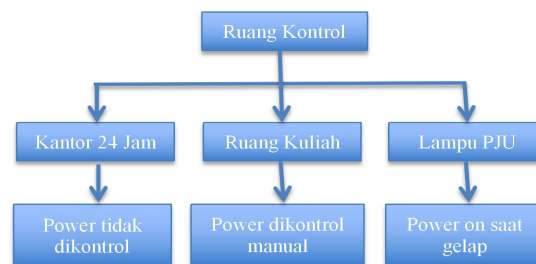 Ruang Kontrol
Kantor 24 Jam
Ruang Kuliah
Lampu PJU
Power tidak
dikontrol
Power dikontrol
manual
Power on saat
gelap